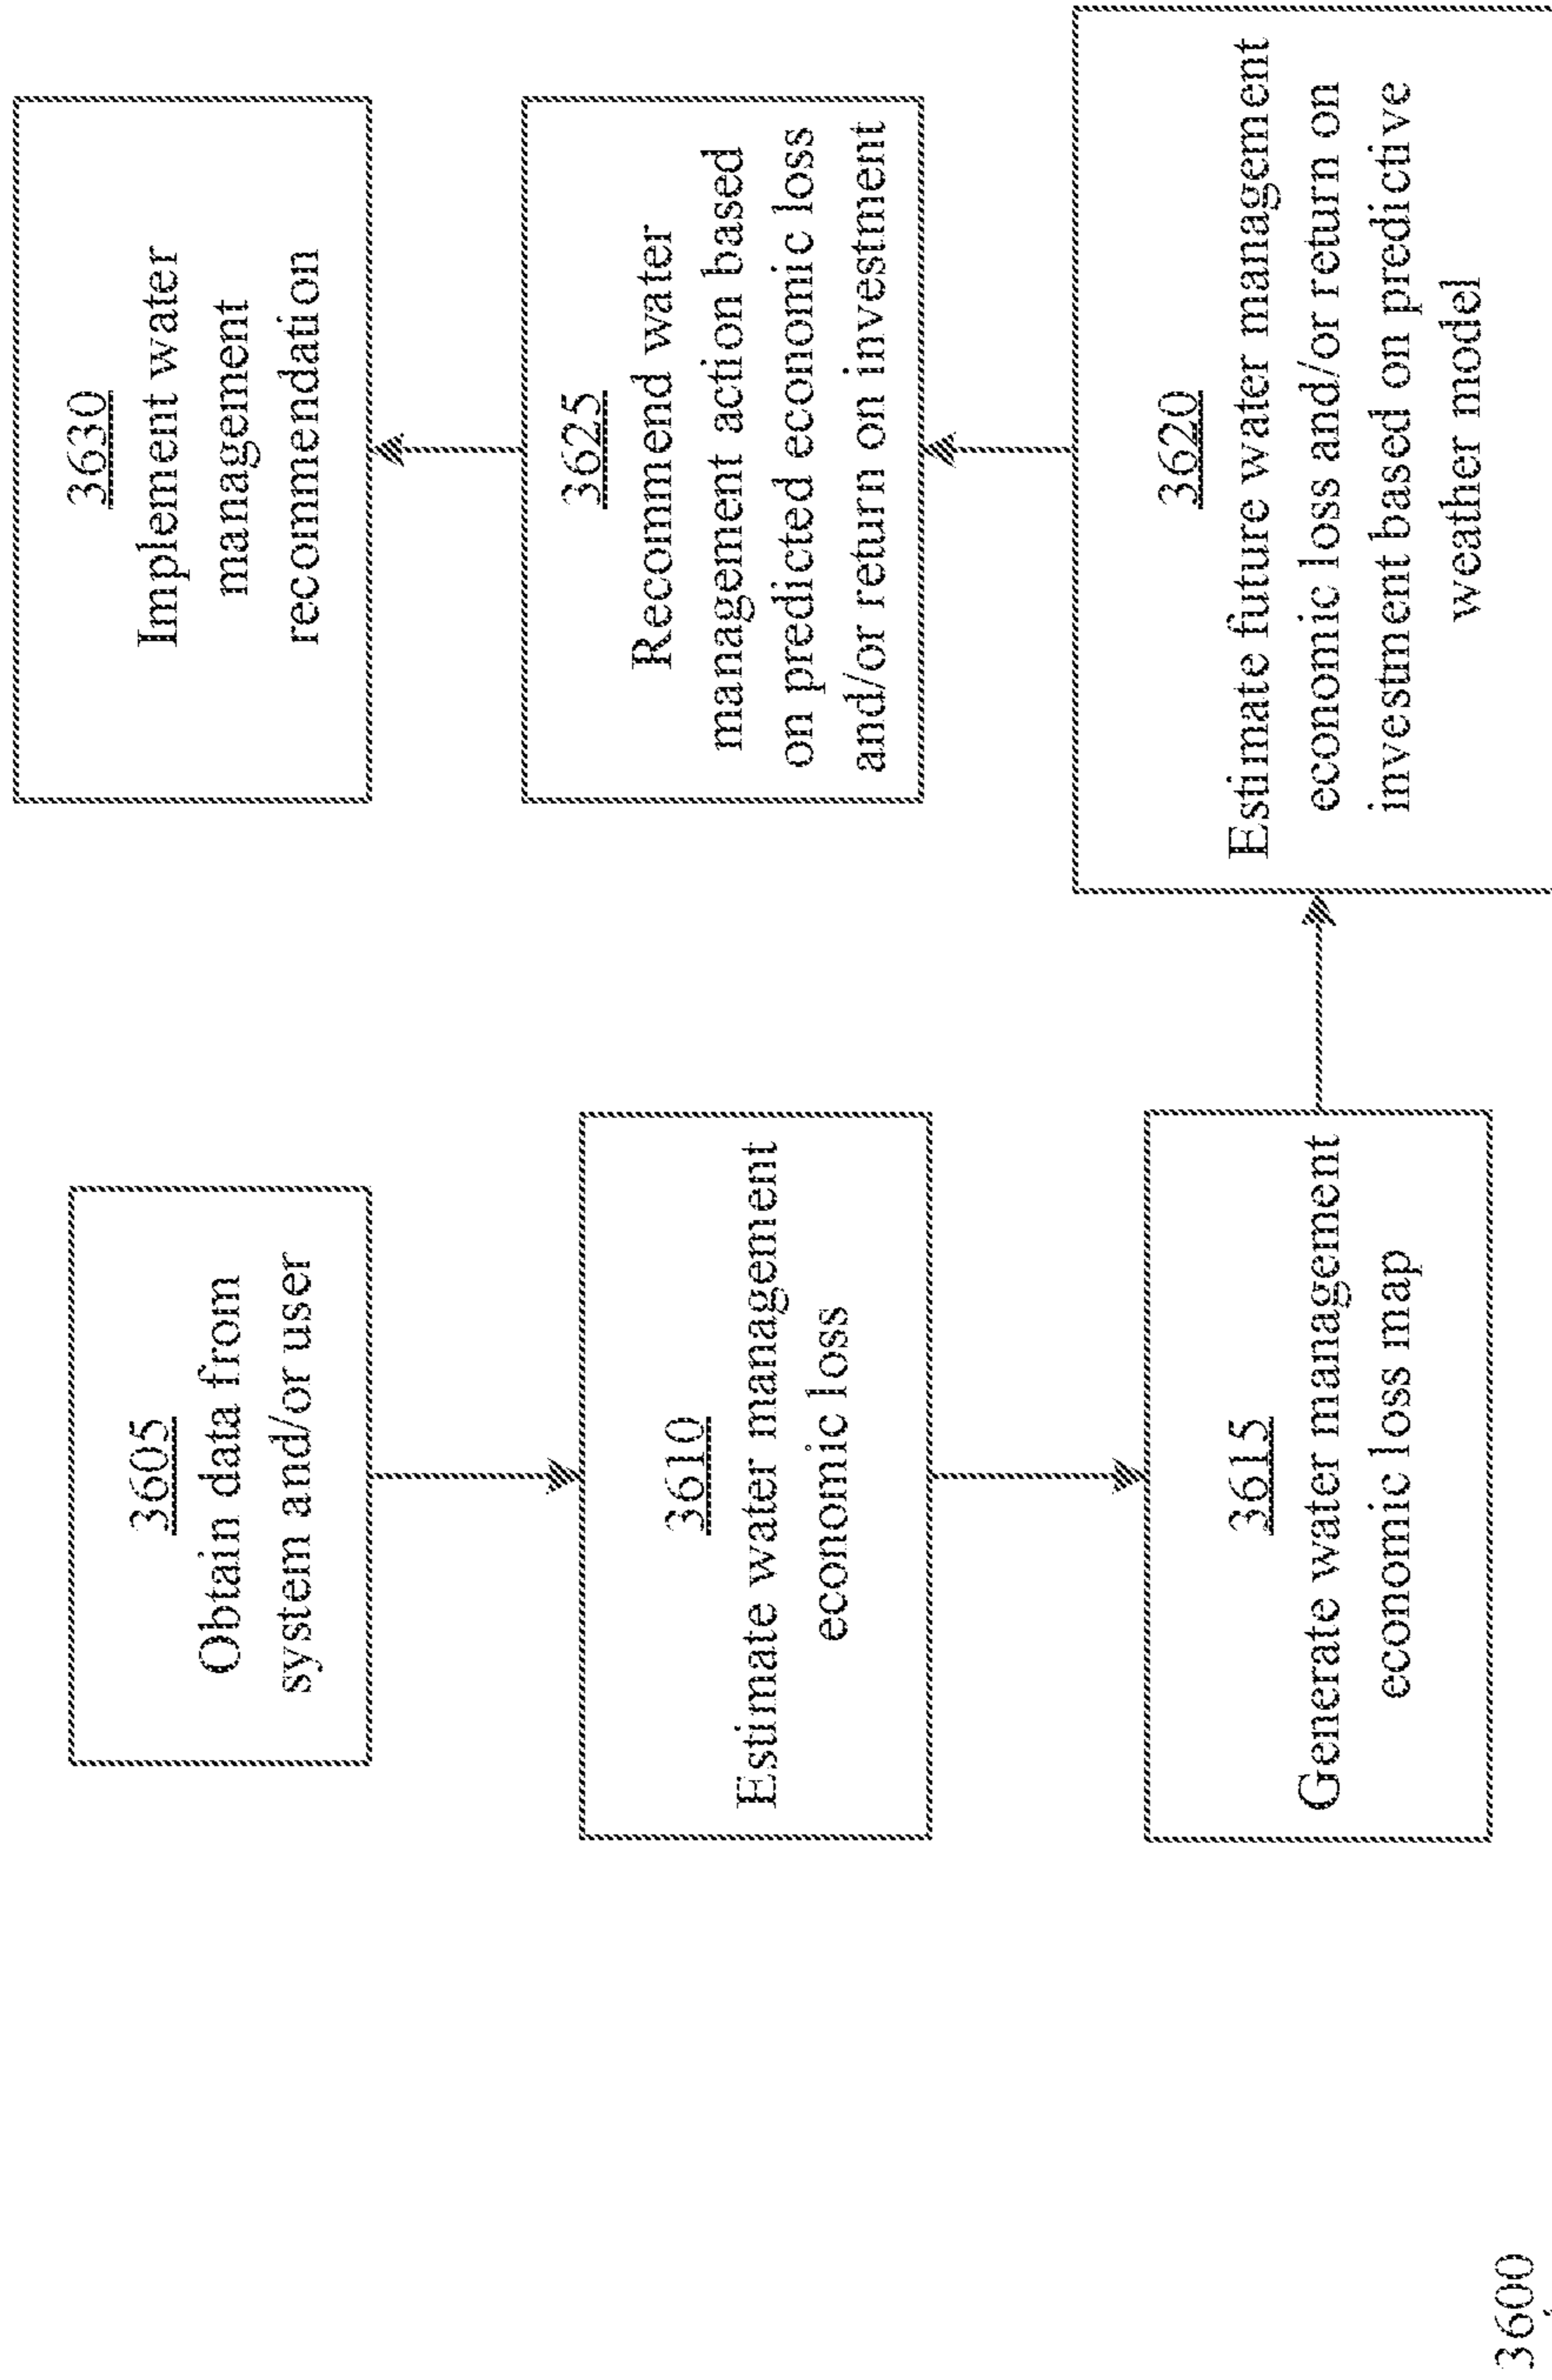 3605
Obtain data from
system and/or user
3610
Estimate water management
economic loss
3615
Generate water management
economic loss map
3620
Estimate future water management
economic loss and/or return on
investment based on predictive
weather model
3625
Recommend water
management action based
on predicted economic loss
and/or return on investment
3630
Implement water
management
recommendation
3600